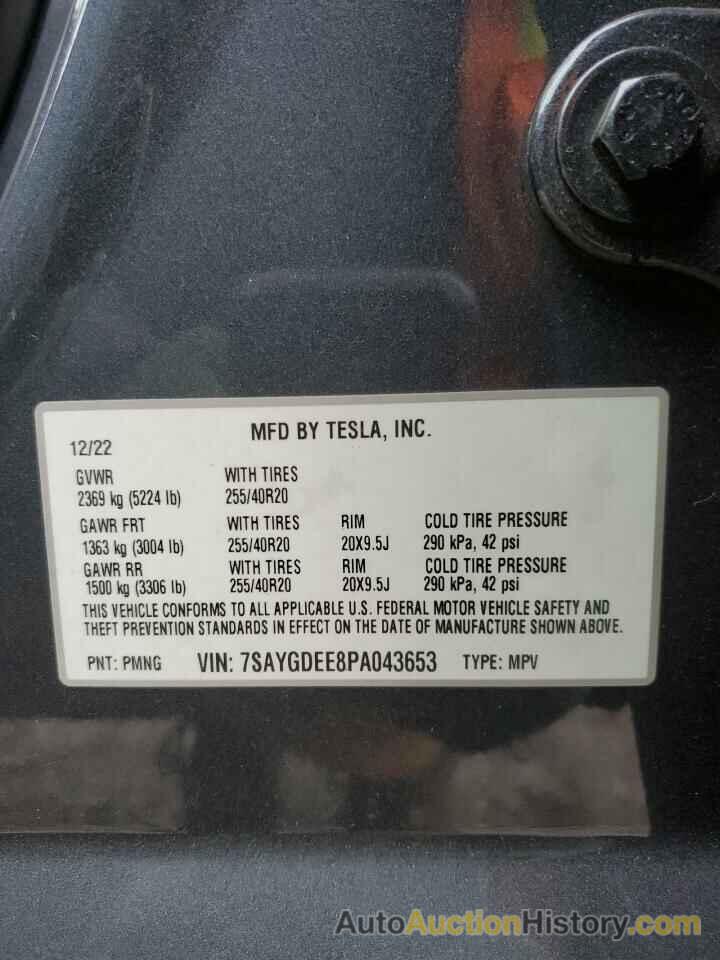 MFD BY TESLA, INC.
12/22
GVWR WITH TIRES
2369 kg (5224 lb) 255/40R20
GAWR FRT WITH TIRES RIM COLD TIRE PRESSURE
1363 kg (3004 lb) 255/40R20 20X9.5J 290 kPa, 42 psi
GAWR RR WITH TIRES RIM COLD TIRE PRESSURE
1500 kg (3306 lb) 255/40R20 20X9.5J 290 kPa, 42 psi
THIS VEHICLE CONFORMS TO ALL APPLICABLE U.S. FEDERAL MOTOR VEHICLE SAFETY AND
THEFT PREVENTION STANDARDS IN EFFECT ON THE DATE OF MANUFACTURE SHOWN ABOVE.
PNT: PMNG VIN: 7SAYGDEE8PA043653 TYPE: MPV
7AutoAuctionHistory.com